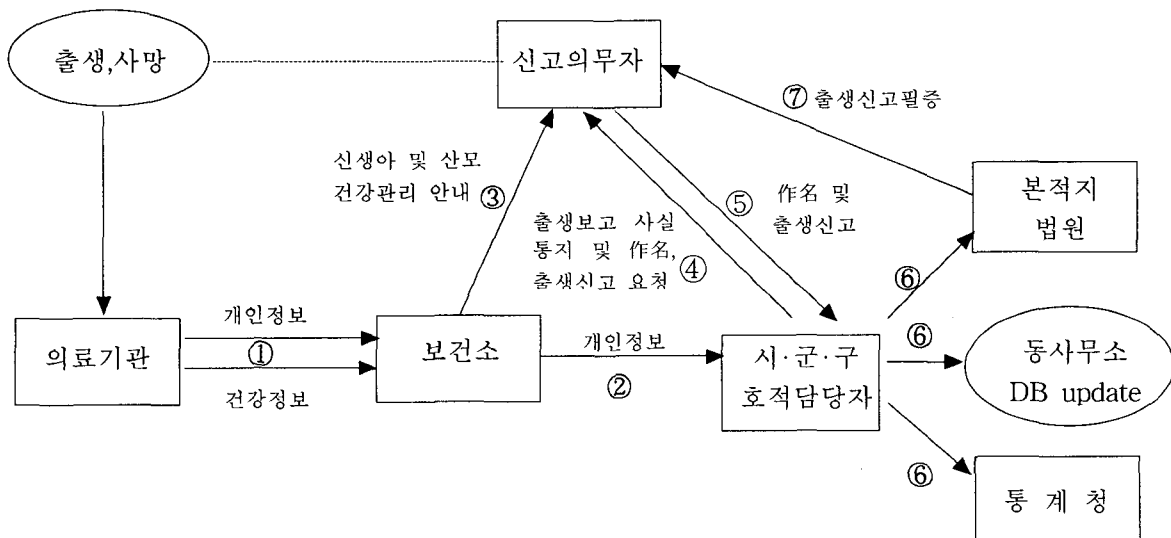 출생,사망
신고의무자
⑦ 출생신고필증
신생아 및 산모
건강관리 안내 ③
본적지
법원
⑤ 作名 및
출생신고
출생보고 사실
통지 및 作名,
출생신고 요청 ④
⑥
개인정보
①
건강정보
의료기관
보건소
개인정보
②
시·군·구
호적담당자
⑥
동사무소
DB update
⑥
통 계 청